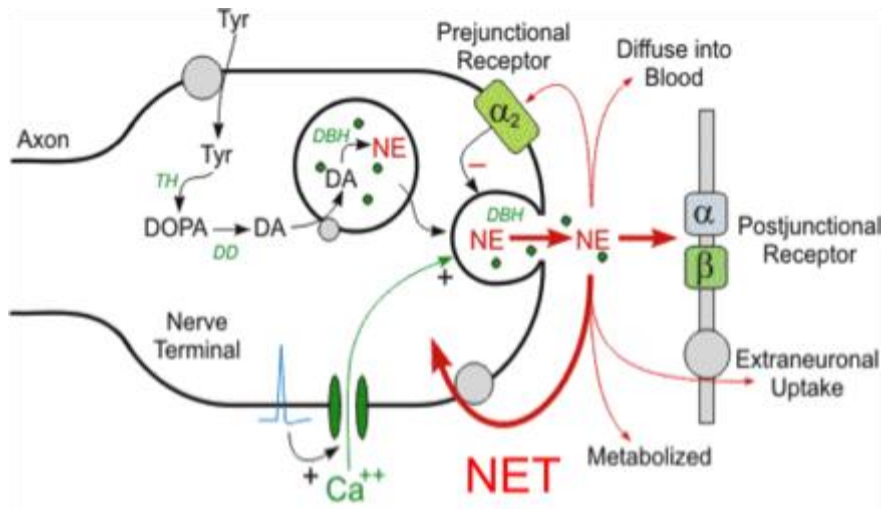 Tyr
Prejunctional
Receptor
Diffuse into
Blood
α2
Axon
DBH
NE
Tyr
DA
TH
DOPA
DA
DD
−
DBH
NE
NE
α
β
Postjunctional
Receptor
+
Nerve
Terminal
Extraneuronal
Uptake
Metabolized
+
Ca++
NET